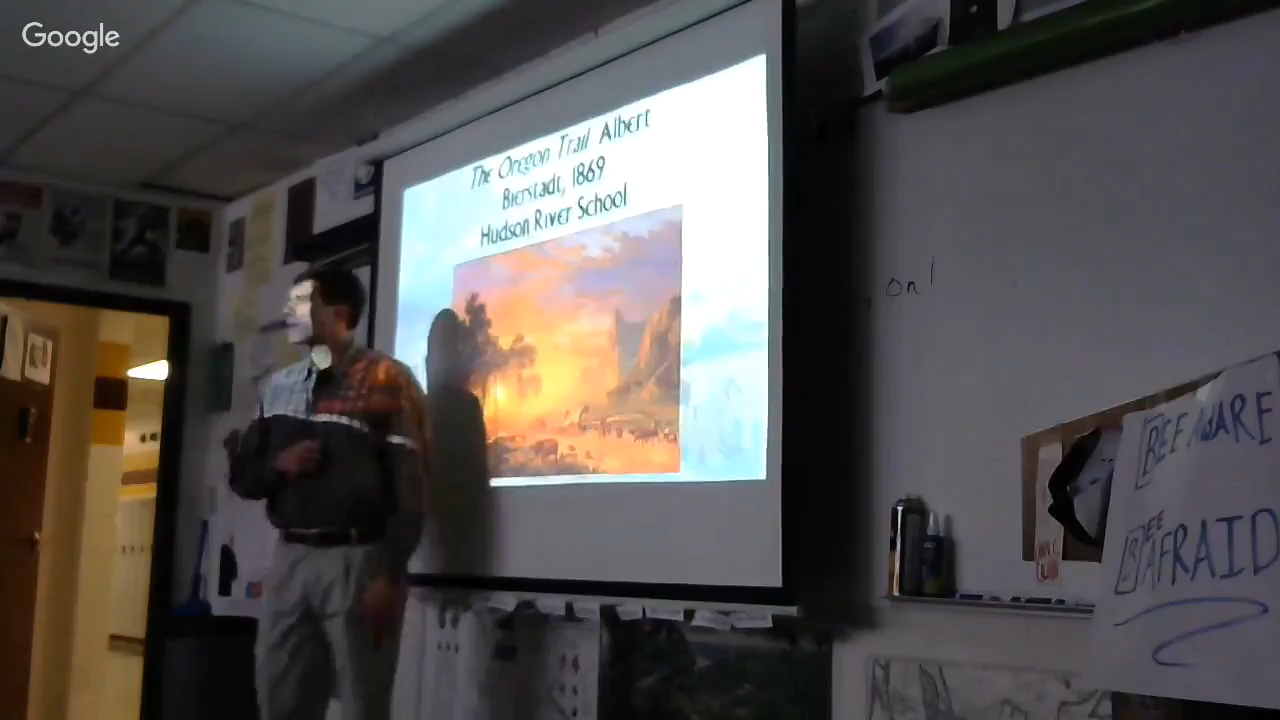 Google
The Oregon Trail Albert
Bierstadt, 1869
Hudson River School
on!
BEE AWARE
BEE AFRAID